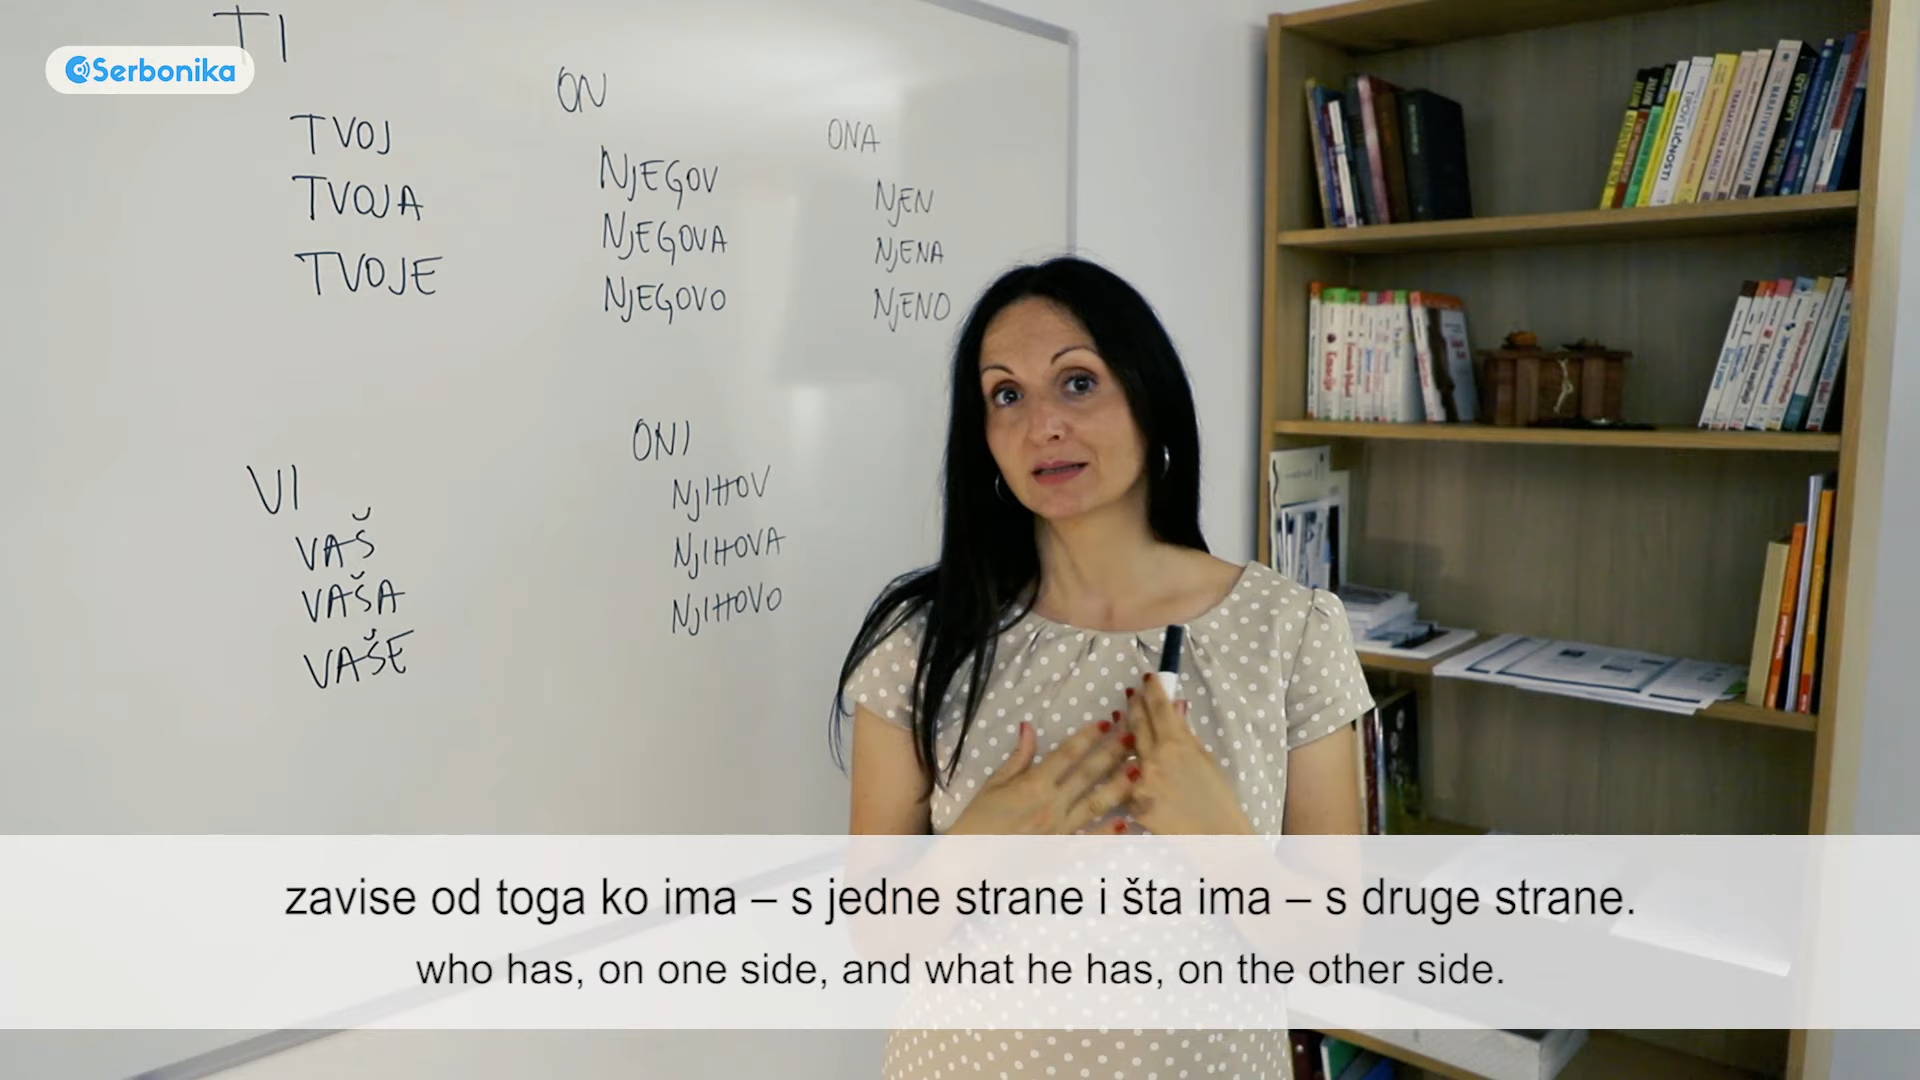 TI
Serbonika
TVOJ
TVOJA
TVOJE
ON
NJEGOV
NJEGOVA
NJEGOVO
ONA
NJEN
NJENA
NJENO
VI
VAŠ
VAŠA
VAŠE
ONI
NJIHOV
NJIHOVA
NJIHOVO
TIPOVI LIČNOSTI
zavise od toga ko ima – s jedne strane i šta ima – s druge strane.
who has, on one side, and what he has, on the other side.